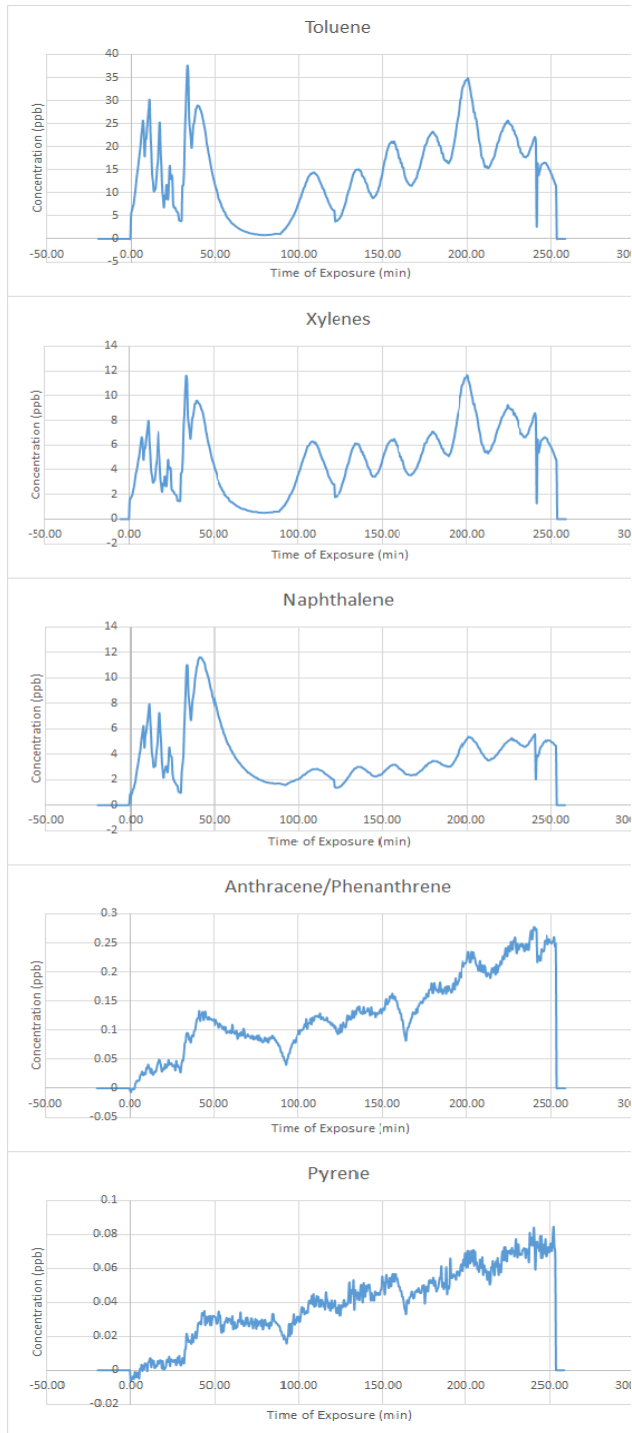 Toluene
40
35
30
25
20
15
10
5
0
-5
Concentration (ppb)
-50.00 0.00 50.00 100.00 150.00 200.00 250.00 300
Time of Exposure (min)
Xylenes
14
12
10
8
6
4
2
0
-2
Concentration (ppb)
-50.00 0.00 50.00 100.00 150.00 200.00 250.00 300
Time of Exposure (min)
Naphthalene
14
12
10
8
6
4
2
0
-2
Concentration (ppb)
-50.00 0.00 50.00 100.00 150.00 200.00 250.00 300
Time of Exposure (min)
Anthracene/Phenanthrene
0.3
0.25
0.2
0.15
0.1
0.05
0
-0.05
Concentration (ppb)
-50.00 0.00 50.00 100.00 150.00 200.00 250.00 300
Time of Exposure (min)
Pyrene
0.1
0.08
0.06
0.04
0.02
0
-0.02
Concentration (ppb)
-50.00 0.00 50.00 100.00 150.00 200.00 250.00 300
Time of Exposure (min)